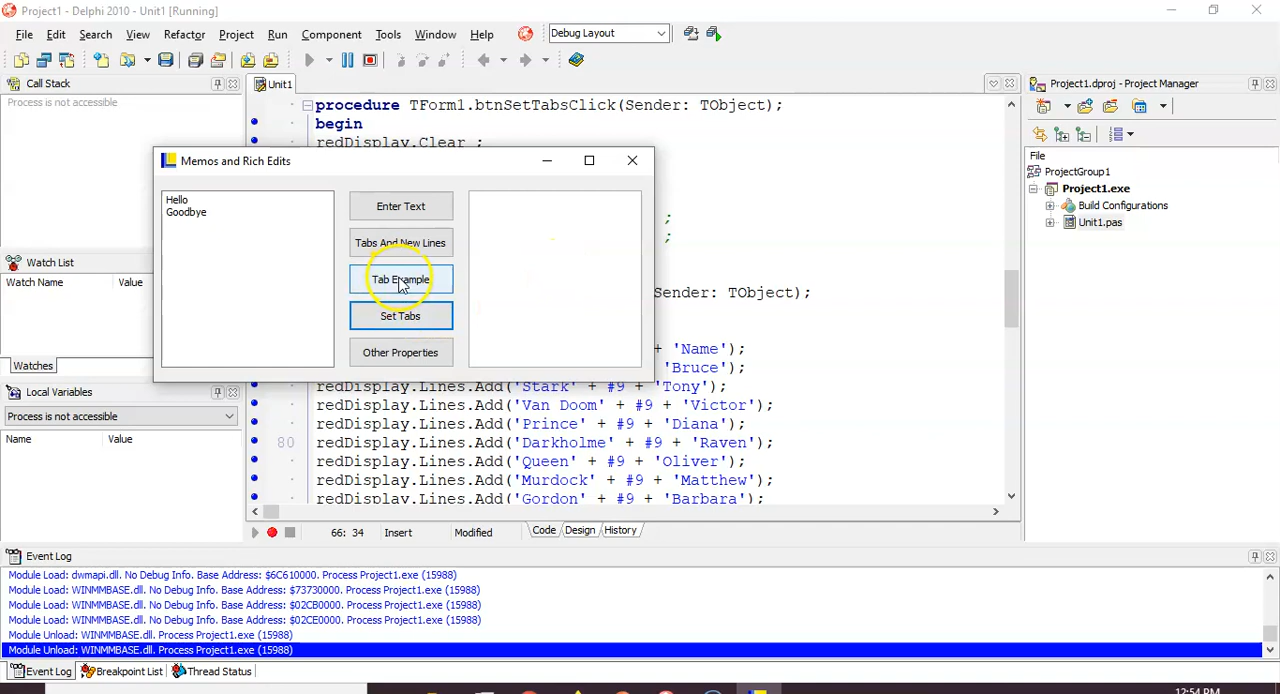 Project1 - Delphi 2010 - Unit1 [Running]
File Edit Search View Refactor Project Run Component Tools Window Help
Debug Layout
Call Stack
Process is not accessible
Unit1
procedure TForm1.btnSetTabsClick(Sender: TObject);
begin
redDisplay.Clear ;
;
;
Sender: TObject);
+ 'Name');
'Bruce');
redDisplay.Lines.Add('Stark' + #9 + 'Tony');
redDisplay.Lines.Add('Van Doom' + #9 + 'Victor');
redDisplay.Lines.Add('Prince' + #9 + 'Diana');
80 redDisplay.Lines.Add('Darkholme' + #9 + 'Raven');
redDisplay.Lines.Add('Queen' + #9 + 'Oliver');
redDisplay.Lines.Add('Murdock' + #9 + 'Matthew');
redDisplay.Lines.Add('Gordon' + #9 + 'Barbara');
Memos and Rich Edits
Hello
Goodbye
Enter Text
Tabs And New Lines
Tab Example
Set Tabs
Other Properties
Watch List
Watch Name Value
Watches
Local Variables
Process is not accessible
Name Value
66: 34 Insert Modified Code Design History
Project1.dproj - Project Manager
File
ProjectGroup1
Project1.exe
Build Configurations
Unit1.pas
Event Log
Module Load: dwmapi.dll. No Debug Info. Base Address: $6C610000. Process Project1.exe (15988)
Module Load: WINMMBASE.dll. No Debug Info. Base Address: $73730000. Process Project1.exe (15988)
Module Load: WINMMBASE.dll. No Debug Info. Base Address: $02CB0000. Process Project1.exe (15988)
Module Load: WINMMBASE.dll. No Debug Info. Base Address: $02CE0000. Process Project1.exe (15988)
Module Unload: WINMMBASE.dll. Process Project1.exe (15988)
Module Unload: WINMMBASE.dll. Process Project1.exe (15988)
Event Log Breakpoint List Thread Status
12:54 PM